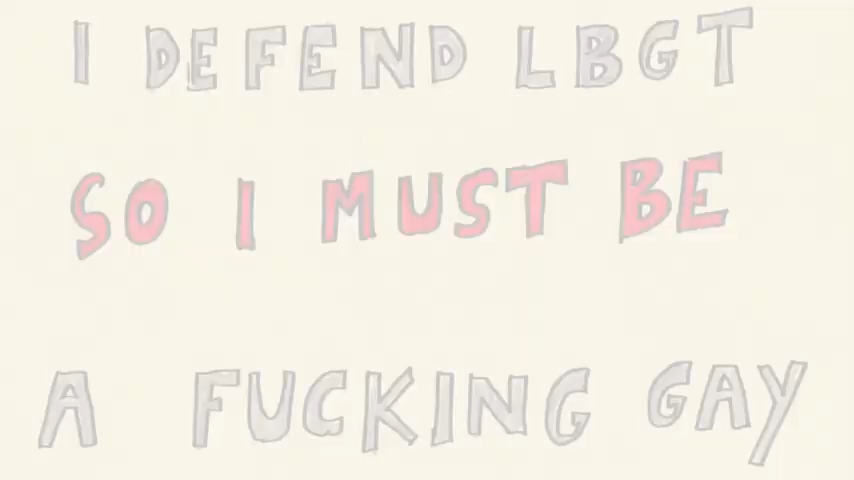 I DEFEND LBGT
SO I MUST BE
A FUCKING GAY